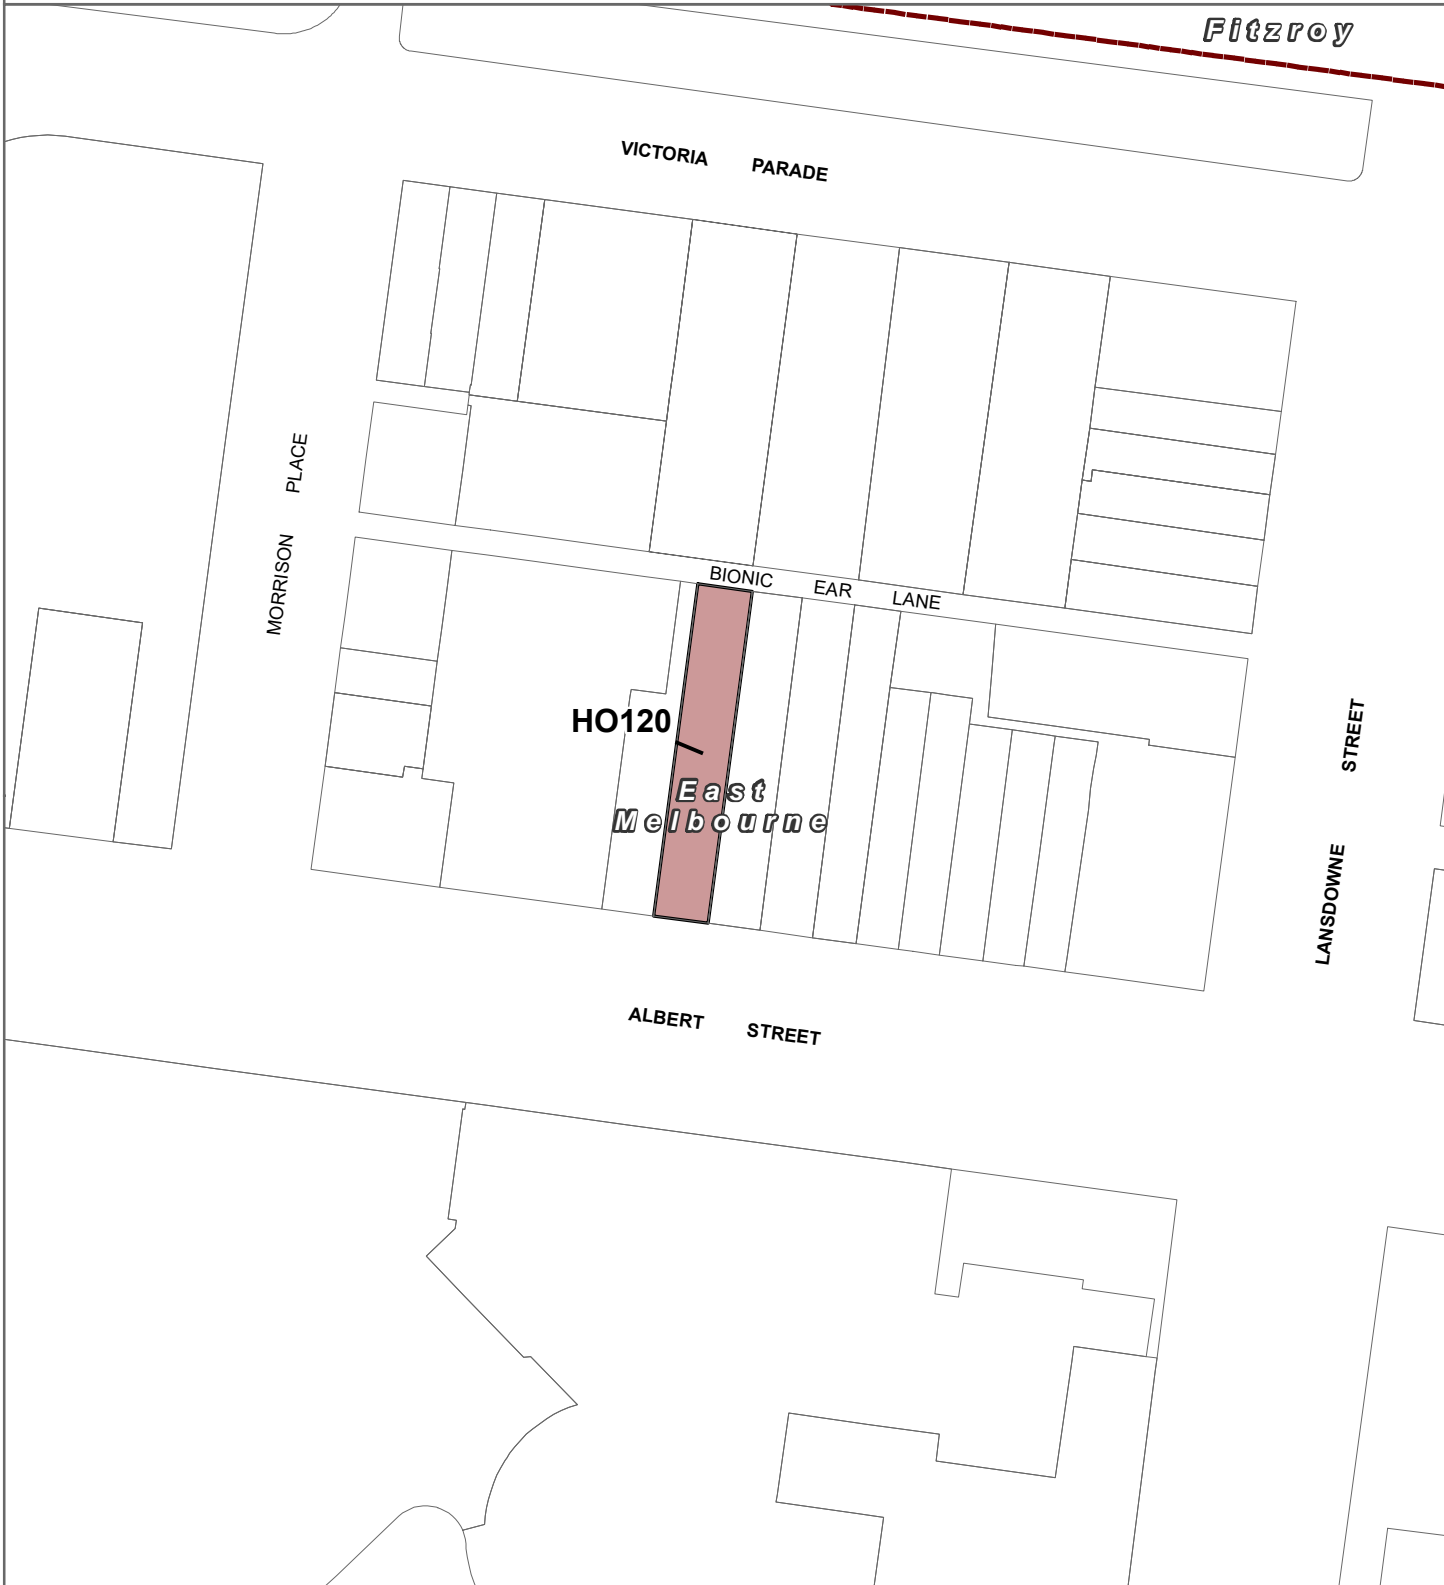 Fitzroy
VICTORIA PARADE
MORRISON PLACE
BIONIC EAR LANE
HO120
East
Melbourne
LANSDOWNE STREET
ALBERT STREET